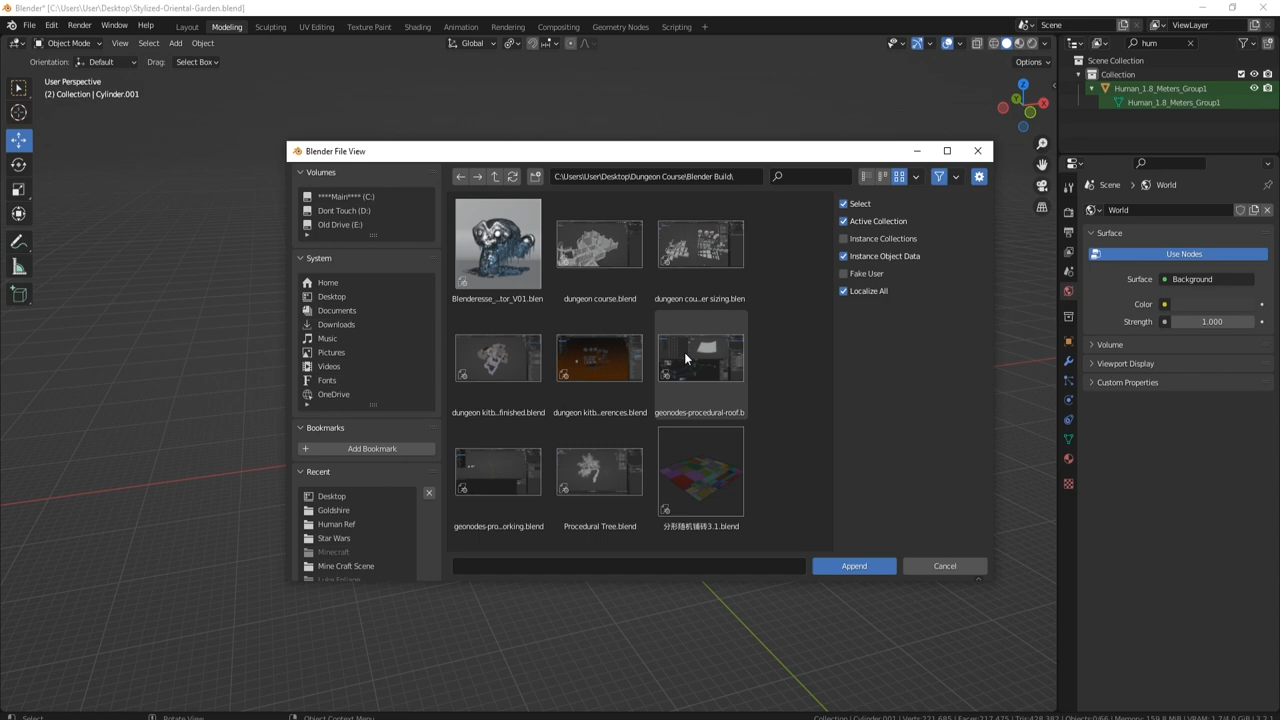 Blender* [C:\Users\User\Desktop\Stylized-Oriental-Garden.blend]
File Edit Render Window Help Layout Modeling Sculpting UV Editing Texture Paint Shading Animation Rendering Compositing Geometry Nodes Scripting + Scene ViewLayer
Object Mode View Select Add Object Global hum
Orientation: Default Drag: Select Box Options
Scene Collection
Collection
Human_1.8_Meters_Group1
Human_1.8_Meters_Group1
User Perspective
(2) Collection | Cylinder.001
Blender File View
Volumes
****Main**** (C:)
Dont Touch (D:)
Old Drive (E:)
System
Home
Desktop
Documents
Downloads
Music
Pictures
Videos
Fonts
OneDrive
Bookmarks
Add Bookmark
Recent
Desktop
Goldshire
Human Ref
Star Wars
Minecraft
Mine Craft Scene
C:\Users\User\Desktop\Dungeon Course\Blender Build\
Blenderesse_...tor_V01.blen
dungeon course.blend
dungeon cou...er sizing.blen
dungeon kitb...finished.blend
dungeon kitb...erences.blend
geonodes-procedural-roof.b
geonodes-pro...orking.blend
Procedural Tree.blend
分形随机锤砖3.1.blend
Select
Active Collection
Instance Collections
Instance Object Data
Fake User
Localize All
Append
Cancel
Scene World
World
Surface
Use Nodes
Surface Background
Color
Strength 1.000
Volume
Viewport Display
Custom Properties